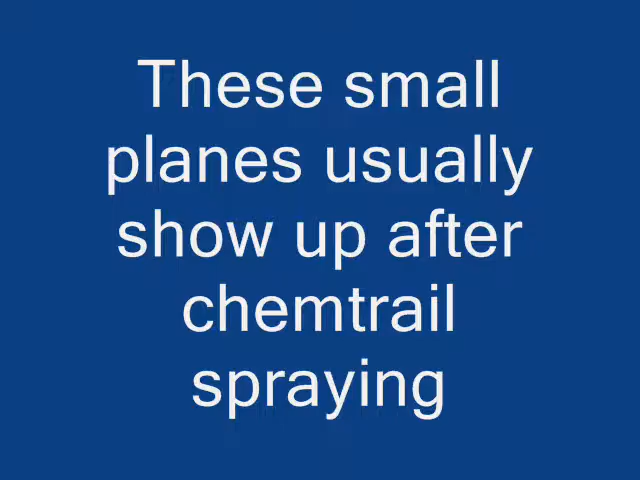 These small
planes usually
show up after
chemtrail
spraying